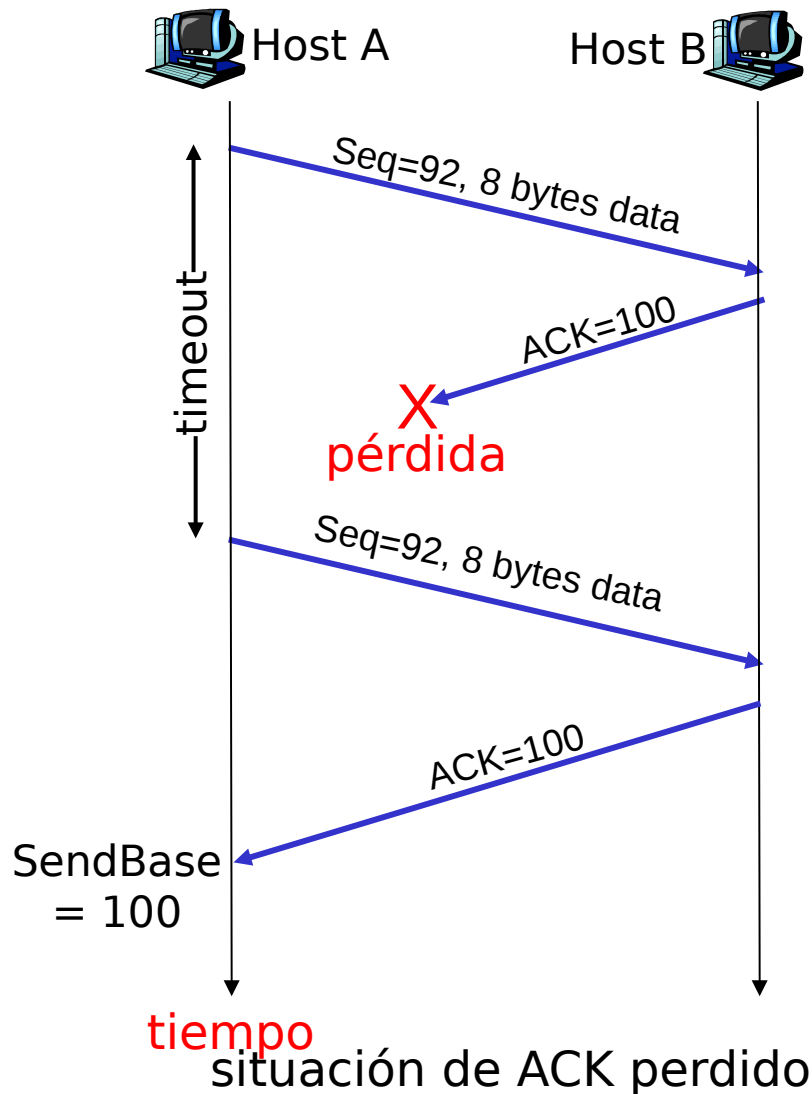 Host A
Host B
Seq=92, 8 bytes data
timeout
ACK=100
X
pérdida
Seq=92, 8 bytes data
ACK=100
SendBase
= 100
tiempo
situación de ACK perdido